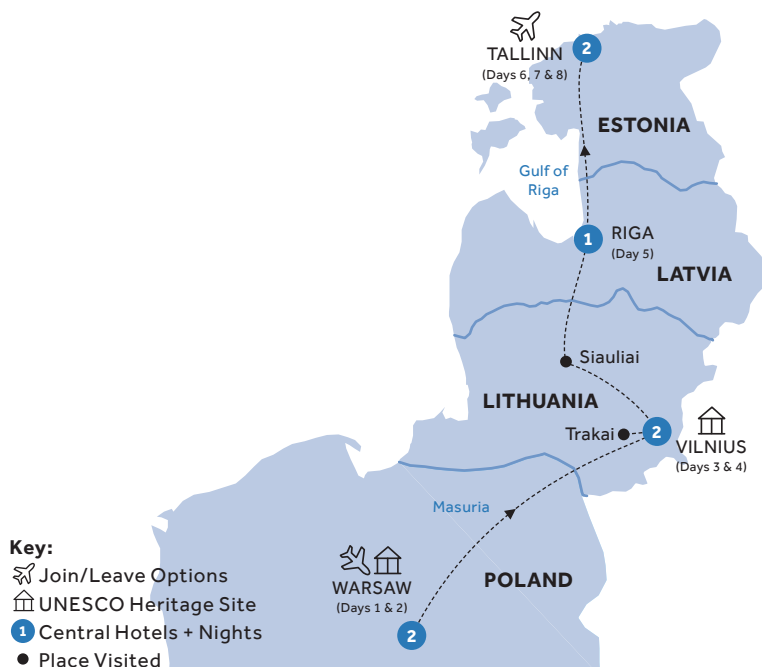 2
TALLINN
(Days 6, 7 & 8)
ESTONIA
Gulf of
Riga
1
RIGA
(Day 5)
LATVIA
Siauliai
LITHUANIA
Trakai
2
VILNIUS
(Days 3 & 4)
Masuria
POLAND
WARSAW
(Days 1 & 2)
2
Key:
Join/Leave Options
UNESCO Heritage Site
1 Central Hotels + Nights
Place Visited